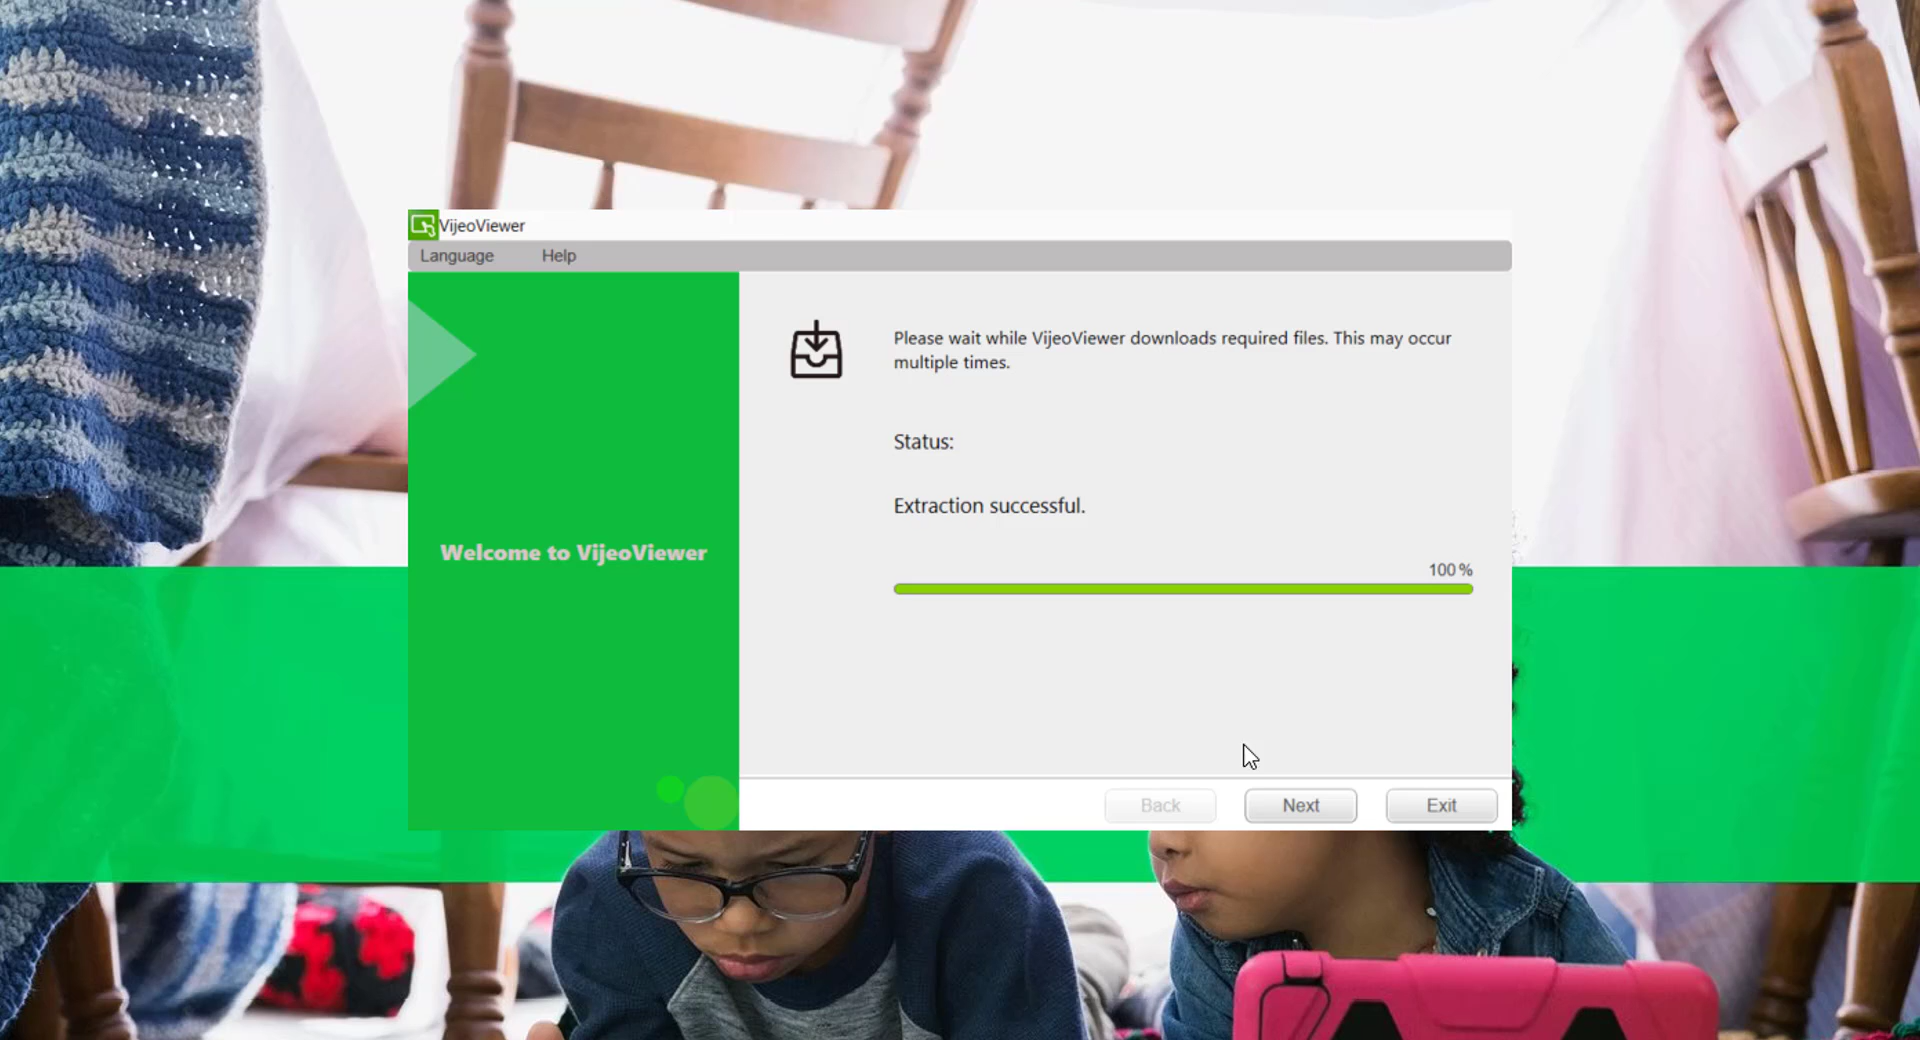 VijeoViewer
Language Help
Please wait while VijeoViewer downloads required files. This may occur
multiple times.
Status:
Extraction successful.
Welcome to VijeoViewer
100 %
Back Next Exit